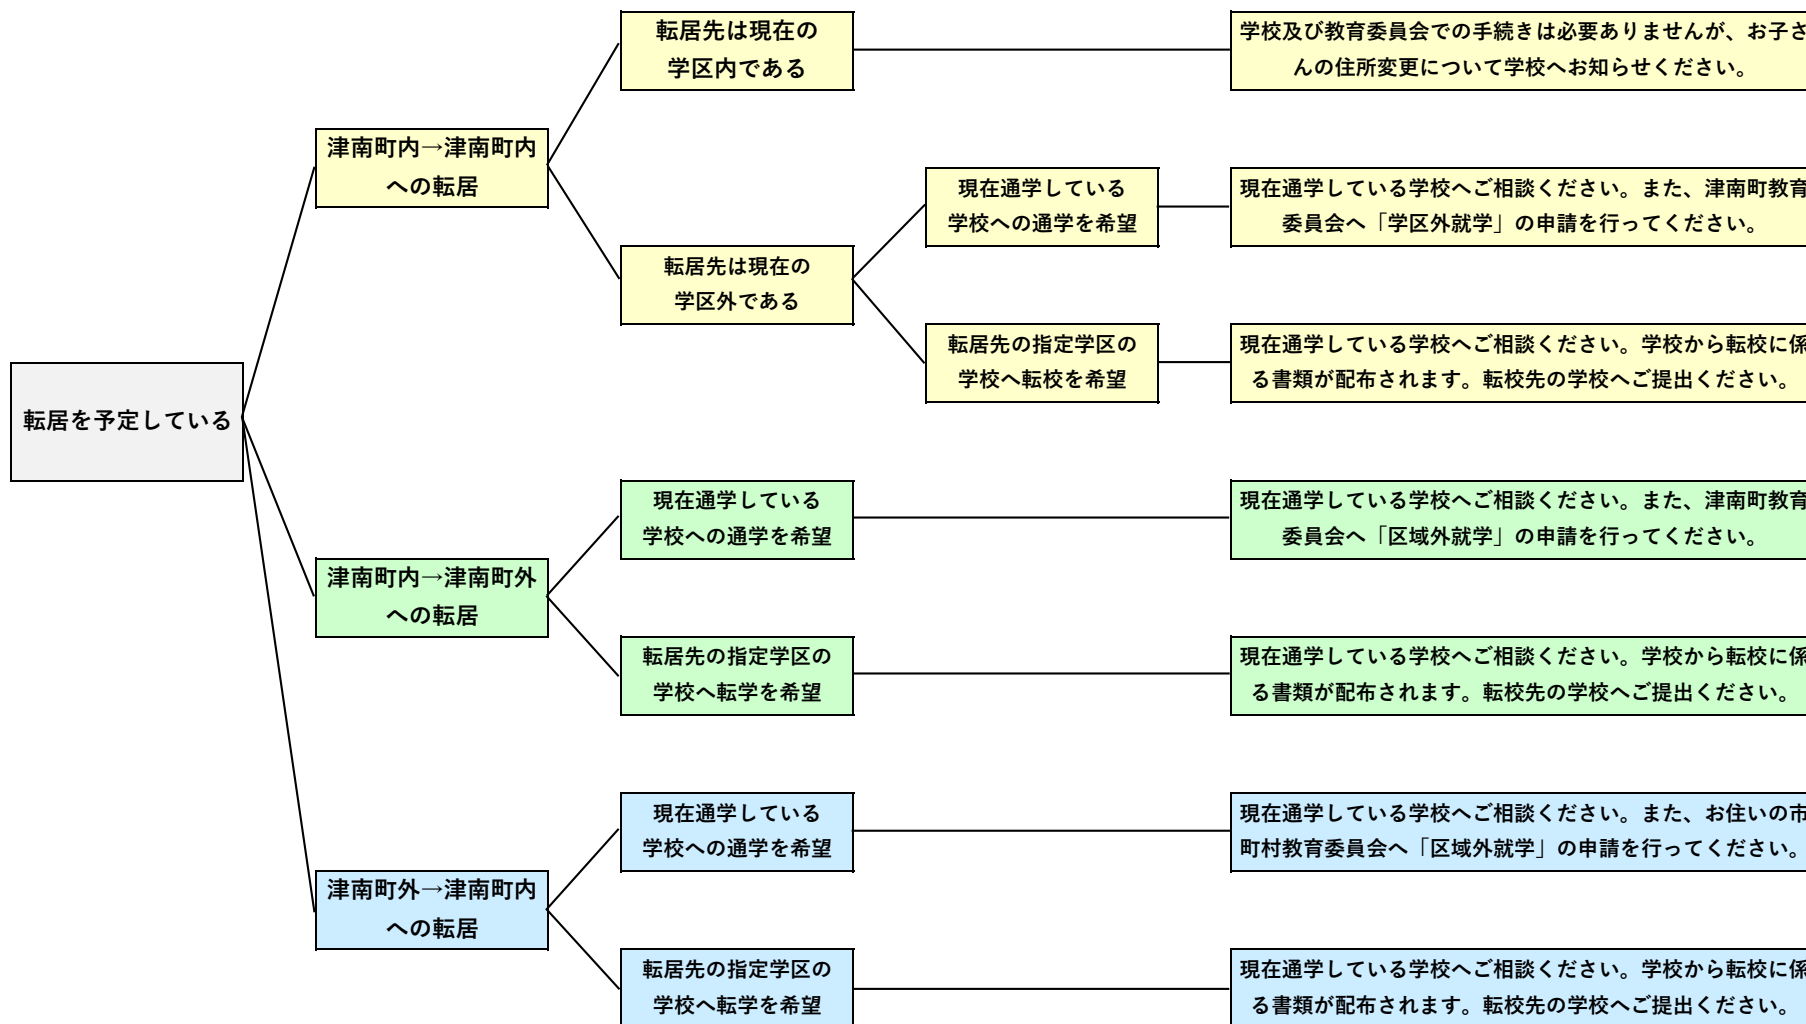 転居を予定している
津南町内→津南町内
への転居
転居先は現在の
学区内である
学校及び教育委員会での手続きは必要ありませんが、お子さ
んの住所変更について学校へお知らせください。
転居先は現在の
学区外である
現在通学している
学校への通学を希望
現在通学している学校へご相談ください。また、津南町教育
委員会へ「学区外就学」の申請を行ってください。
転居先の指定学区の
学校へ転校を希望
現在通学している学校へご相談ください。学校から転校に係
る書類が配布されます。転校先の学校へご提出ください。
津南町内→津南町外
への転居
現在通学している
学校への通学を希望
現在通学している学校へご相談ください。また、津南町教育
委員会へ「区域外就学」の申請を行ってください。
転居先の指定学区の
学校へ転学を希望
現在通学している学校へご相談ください。学校から転校に係
る書類が配布されます。転校先の学校へご提出ください。
津南町外→津南町内
への転居
現在通学している
学校への通学を希望
現在通学している学校へご相談ください。また、お住いの市
町村教育委員会へ「区域外就学」の申請を行ってください。
転居先の指定学区の
学校へ転学を希望
現在通学している学校へご相談ください。学校から転校に係
る書類が配布されます。転校先の学校へご提出ください。